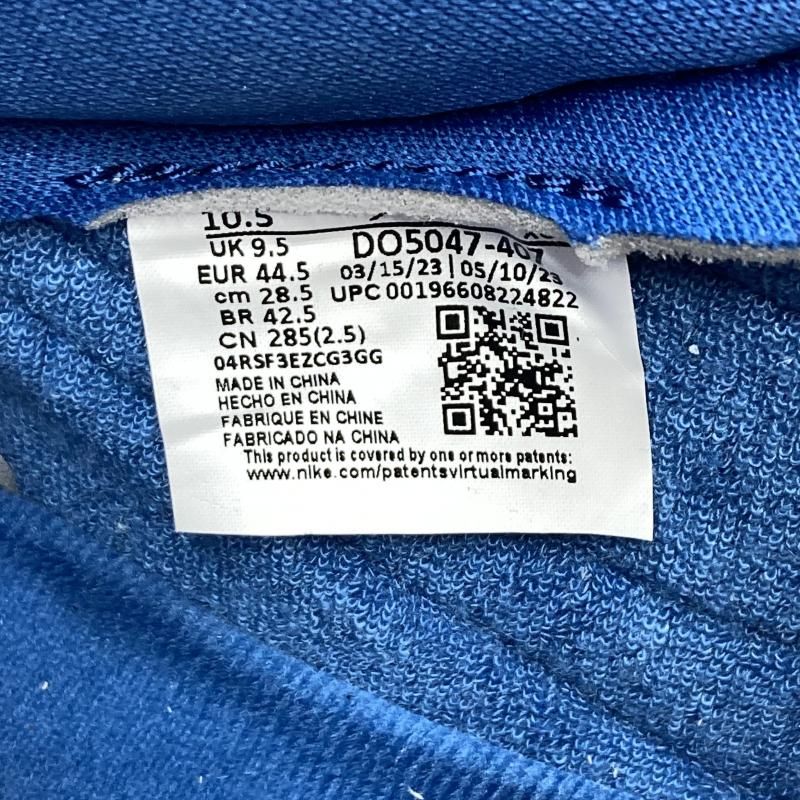 10.5
UK 9.5 DO5047-407
EUR 44.5 03/15/23 | 05/10/23
cm 28.5 UPC 00196608224822
BR 42.5
CN 285(2.5)
04RSF3EZCG3GG
MADE IN CHINA
HECHO EN CHINA
FABRIQUE EN CHINE
FABRICADO NA CHINA
This product is covered by one or more patents:
www.nike.com/patentsvirtualmarking